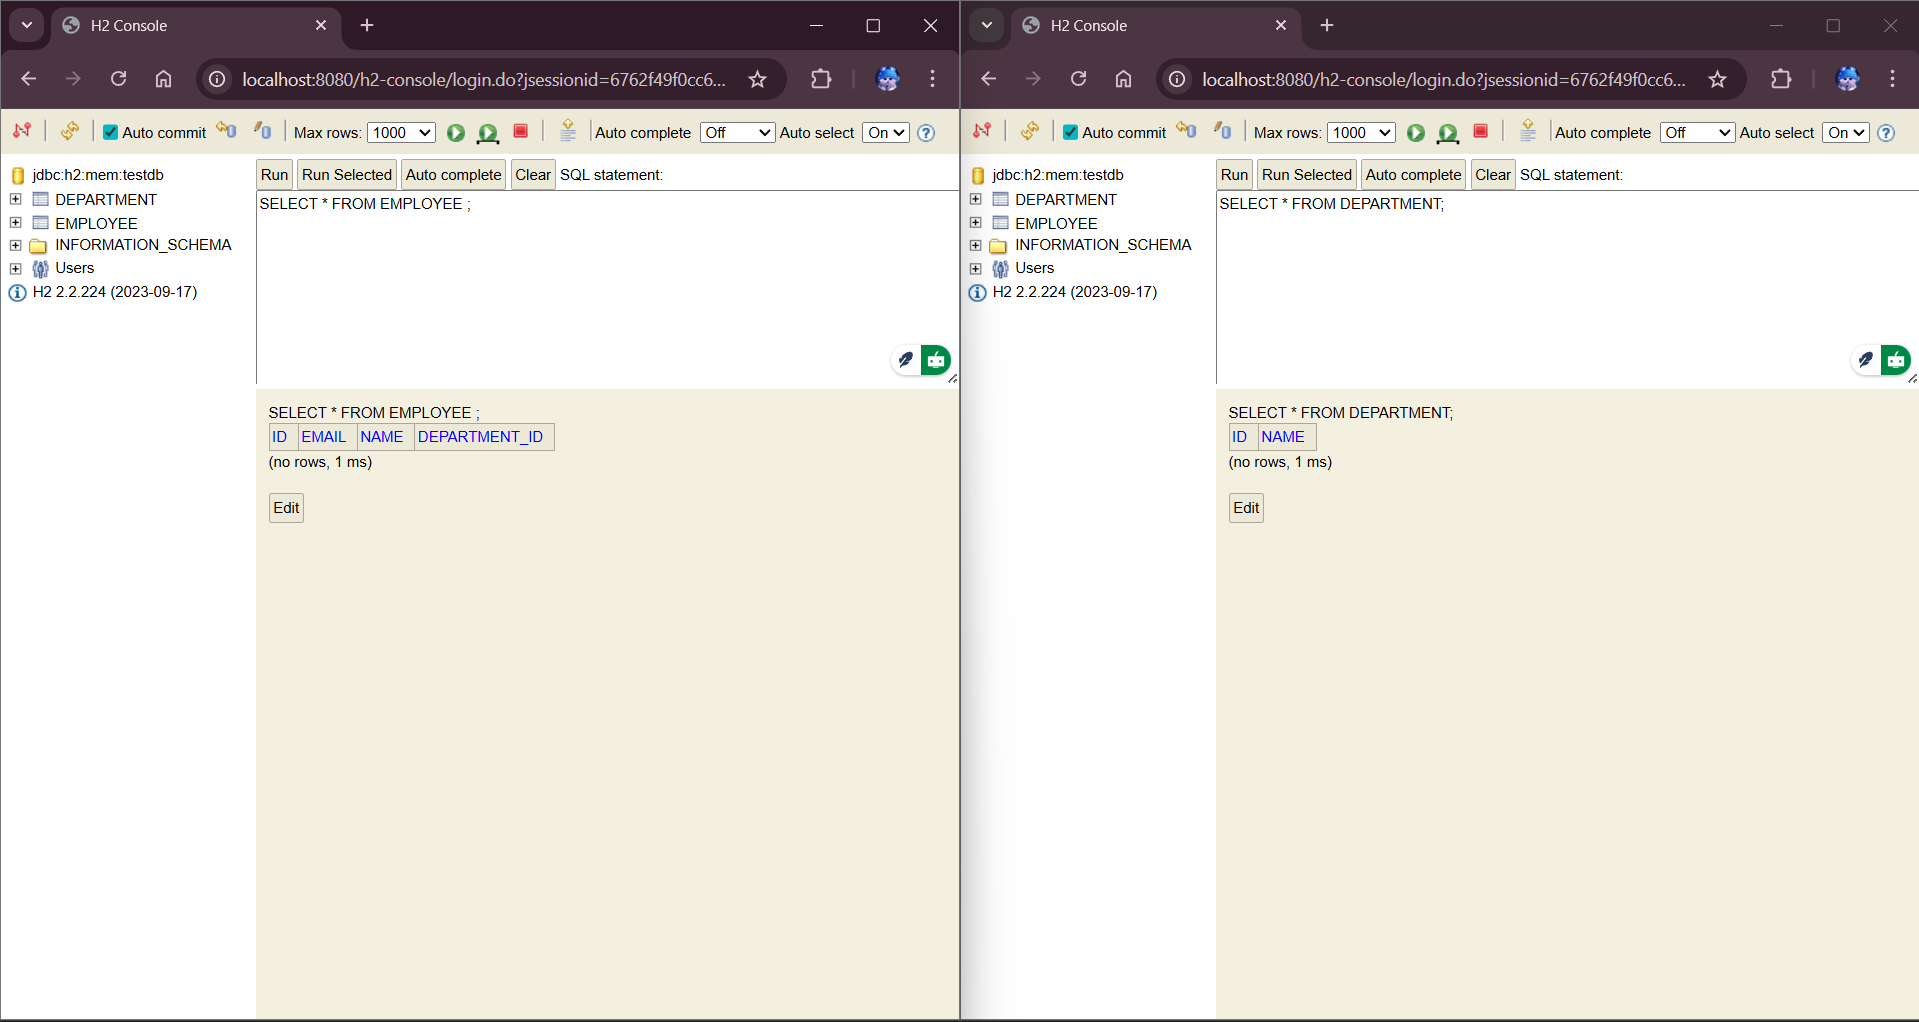 H2 Console
localhost:8080/h2-console/login.do?jsessionid=6762f49f0cc6...
Auto commit Max rows: 1000 Auto complete Off Auto select On
jdbc:h2:mem:testdb
DEPARTMENT
EMPLOYEE
INFORMATION_SCHEMA
Users
H2 2.2.224 (2023-09-17)
Run Run Selected Auto complete Clear SQL statement:
SELECT * FROM EMPLOYEE ;
SELECT * FROM EMPLOYEE ;
ID EMAIL NAME DEPARTMENT_ID
(no rows, 1 ms)
Edit
H2 Console
localhost:8080/h2-console/login.do?jsessionid=6762f49f0cc6...
Auto commit Max rows: 1000 Auto complete Off Auto select On
jdbc:h2:mem:testdb
DEPARTMENT
EMPLOYEE
INFORMATION_SCHEMA
Users
H2 2.2.224 (2023-09-17)
Run Run Selected Auto complete Clear SQL statement:
SELECT * FROM DEPARTMENT;
SELECT * FROM DEPARTMENT;
ID NAME
(no rows, 1 ms)
Edit